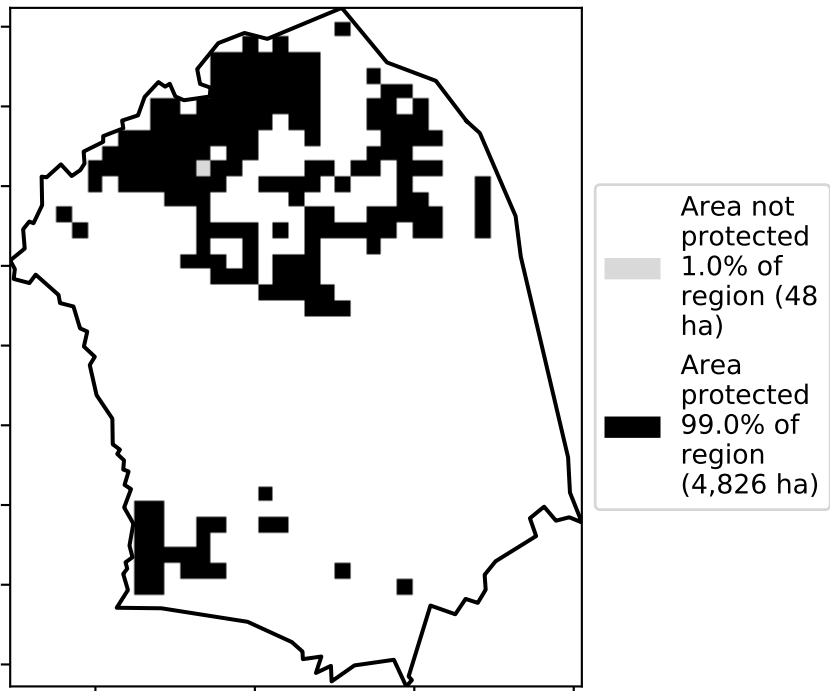 Area not
protected
1.0% of
region (48
ha)
Area
protected
99.0% of
region
(4,826 ha)